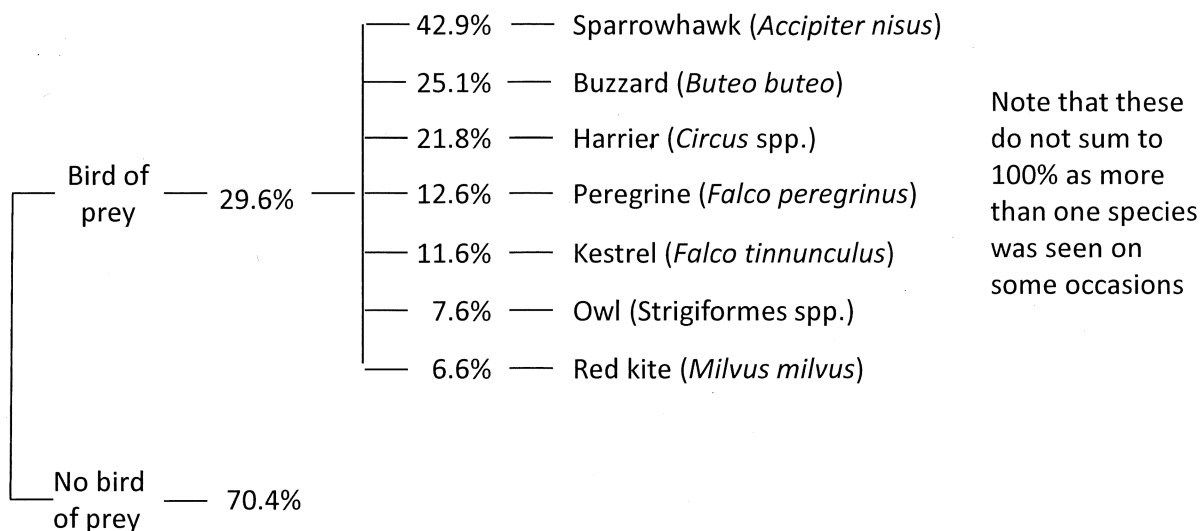 42.9% Sparrowhawk (Accipiter nisus)
25.1% Buzzard (Buteo buteo)
21.8% Harrier (Circus spp.)
12.6% Peregrine (Falco peregrinus)
11.6% Kestrel (Falco tinnunculus)
7.6% Owl (Strigiformes spp.)
6.6% Red kite (Milvus milvus)
Bird of
prey
29.6%
No bird
of prey
70.4%
Note that these
do not sum to
100% as more
than one species
was seen on
some occasions